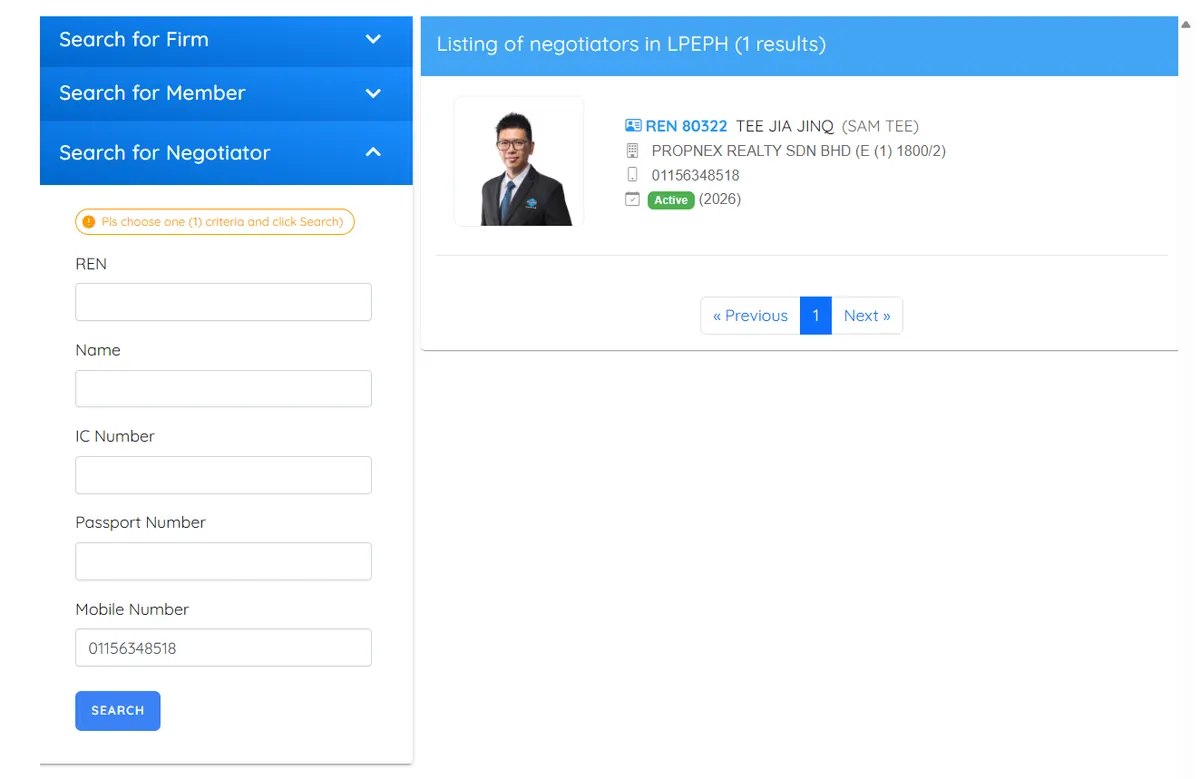 Search for Firm
Search for Member
Search for Negotiator
Pls choose one (1) criteria and click Search)
REN
Name
IC Number
Passport Number
Mobile Number
01156348518
SEARCH
Listing of negotiators in LPEPH (1 results)
REN 80322 TEE JIA JINQ (SAM TEE)
PROPNEX REALTY SDN BHD (E (1) 1800/2)
01156348518
Active (2026)
« Previous 1 Next »